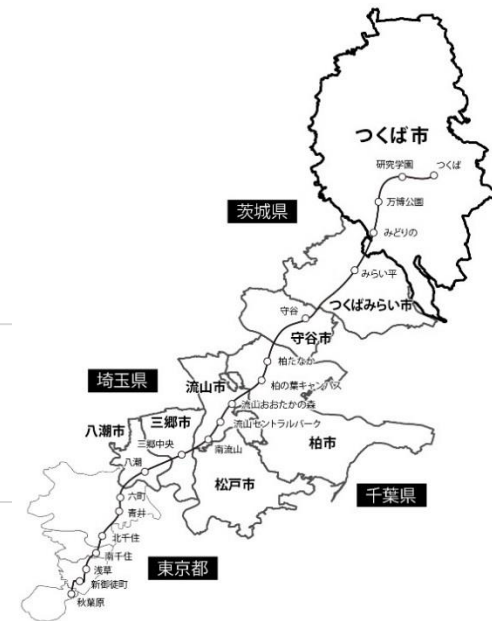 つくば市
研究学園
つくば
万博公園
茨城県
みどりの
みらい平
つくばみらい市
守谷
守谷市
柏たなか
埼玉県
流山市
柏の葉キャンパス
流山おおたかの森
八潮市
三郷市
流山セントラルパーク
三郷中央
南流山
柏市
八潮
松戸市
千葉県
六町
青井
北千住
南千住
東京都
浅草
新御徒町
秋葉原